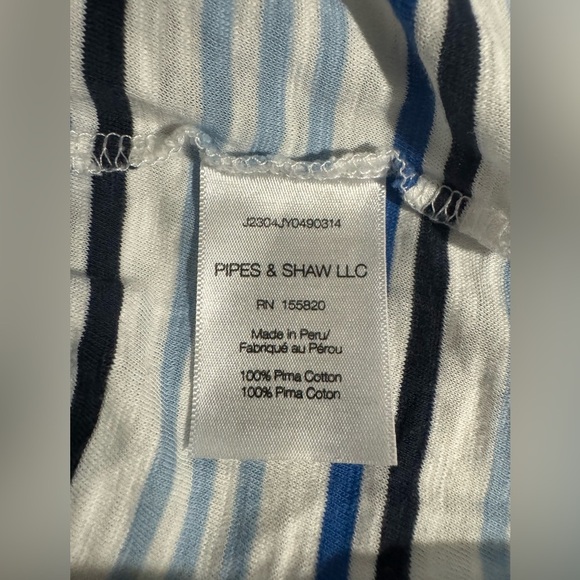 J2304JY0490314
PIPES & SHAW LLC
RN 155820
Made in Peru/
Fabriqué au Pérou
100% Pima Cotton
100% Pima Coton